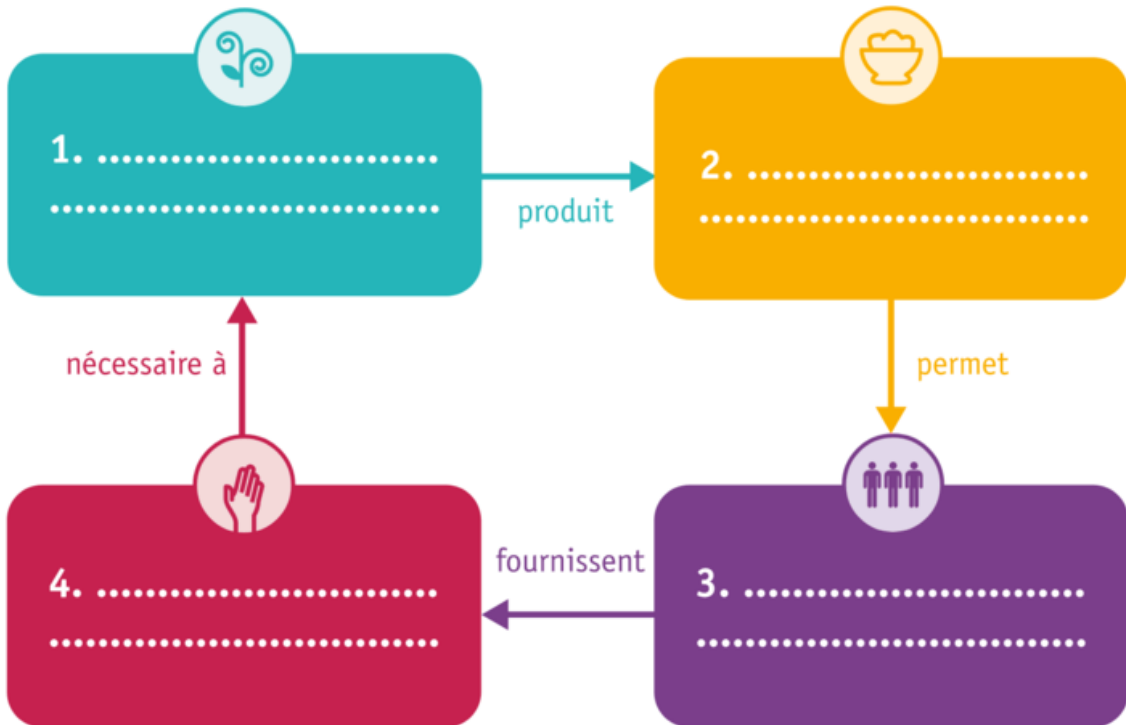 1. ..............................
..................................
produit
2. ..............................
..................................
nécessaire à
permet
fournissent
4. ..............................
..................................
3. ..............................
..................................